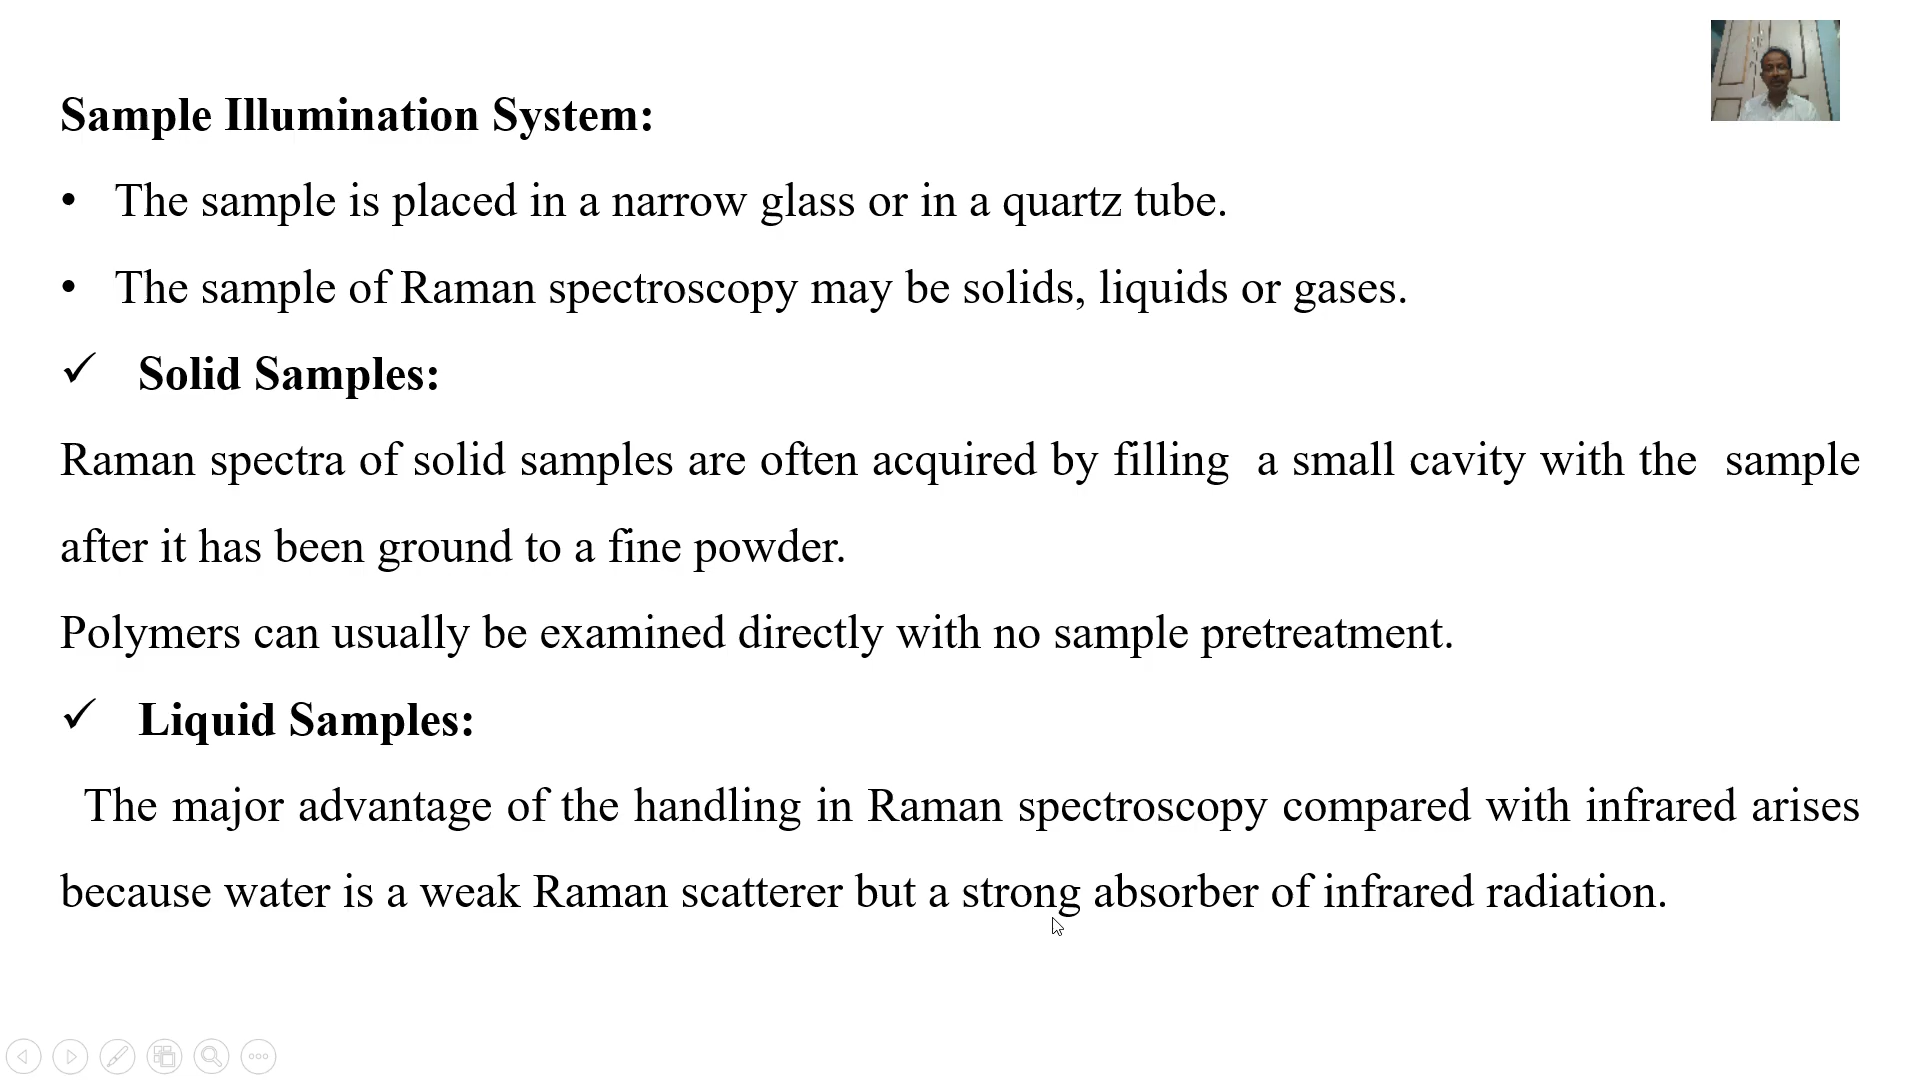 Sample Illumination System:
• The sample is placed in a narrow glass or in a quartz tube.
• The sample of Raman spectroscopy may be solids, liquids or gases.
✓ Solid Samples:
Raman spectra of solid samples are often acquired by filling a small cavity with the sample
after it has been ground to a fine powder.
Polymers can usually be examined directly with no sample pretreatment.
✓ Liquid Samples:
The major advantage of the handling in Raman spectroscopy compared with infrared arises
because water is a weak Raman scatterer but a strong absorber of infrared radiation.